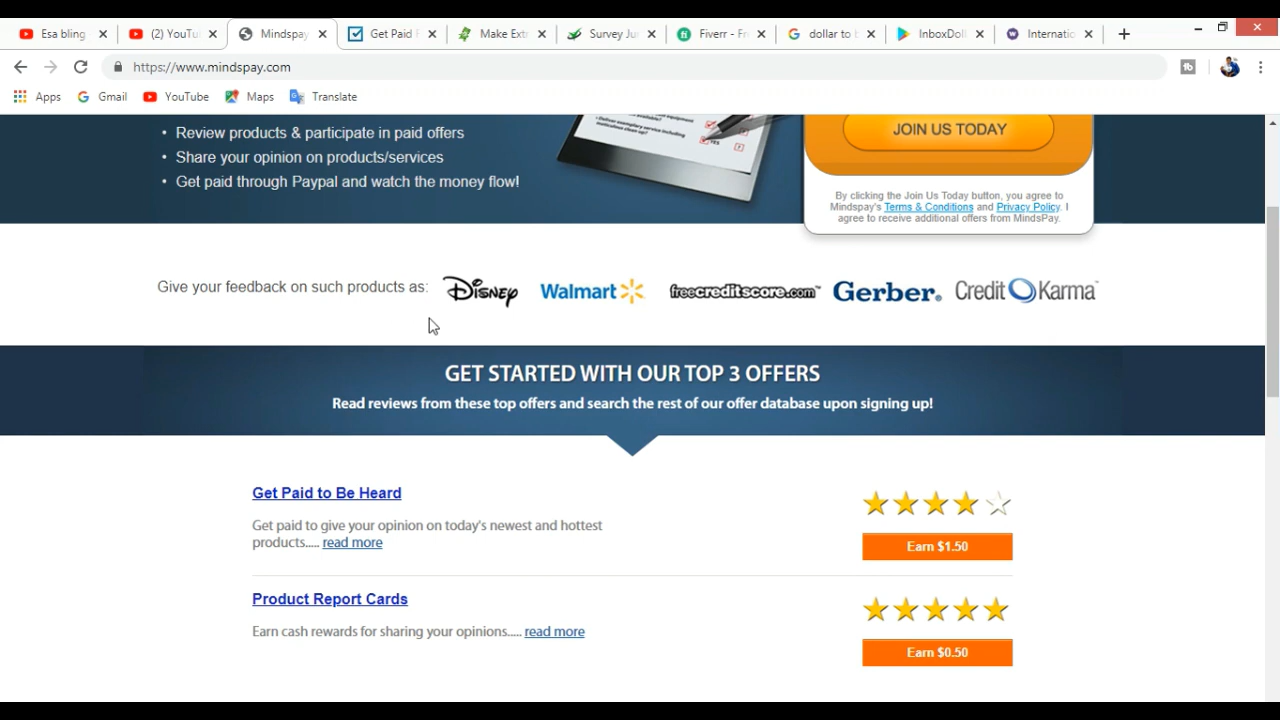 Esa bling
(2) YouTu
Mindspay
Get Paid
Make Ext
Survey Ju
Fiverr - Fr
dollar to b
InboxDoll
Internatio
https://www.mindspay.com
Apps
Gmail
YouTube
Maps
Translate
• Review products & participate in paid offers
• Share your opinion on products/services
• Get paid through Paypal and watch the money flow!
JOIN US TODAY
By clicking the Join Us Today button, you agree to
Mindspay's Terms & Conditions and Privacy Policy. I
agree to receive additional offers from MindsPay.
YES
Give your feedback on such products as:
Disney
Walmart
freecreditscore.com™
Gerber.
Credit Karma
GET STARTED WITH OUR TOP 3 OFFERS
Read reviews from these top offers and search the rest of our offer database upon signing up!
Get Paid to Be Heard
Get paid to give your opinion on today's newest and hottest
products..... read more
Earn $1.50
Product Report Cards
Earn cash rewards for sharing your opinions..... read more
Earn $0.50